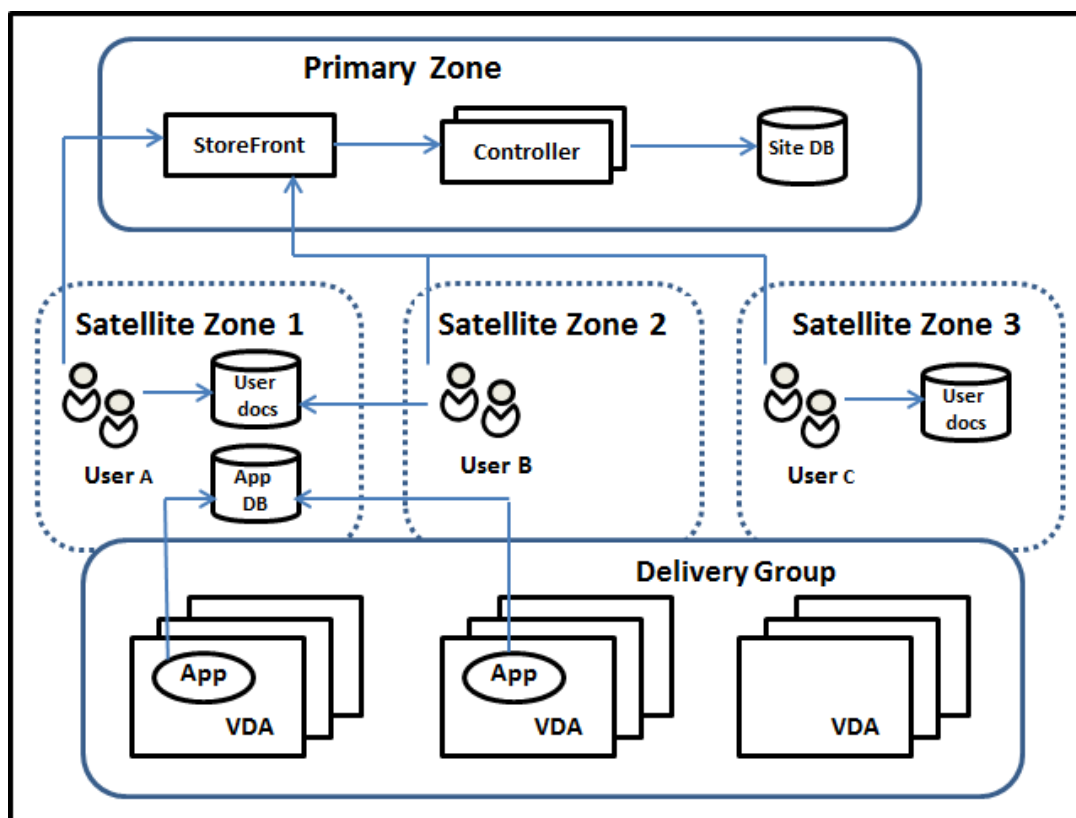 Primary Zone
StoreFront
Controller
Site DB
Satellite Zone 1
Satellite Zone 2
Satellite Zone 3
User
docs
User
docs
User A
App
DB
User B
User C
Delivery Group
App
VDA
App
VDA
VDA